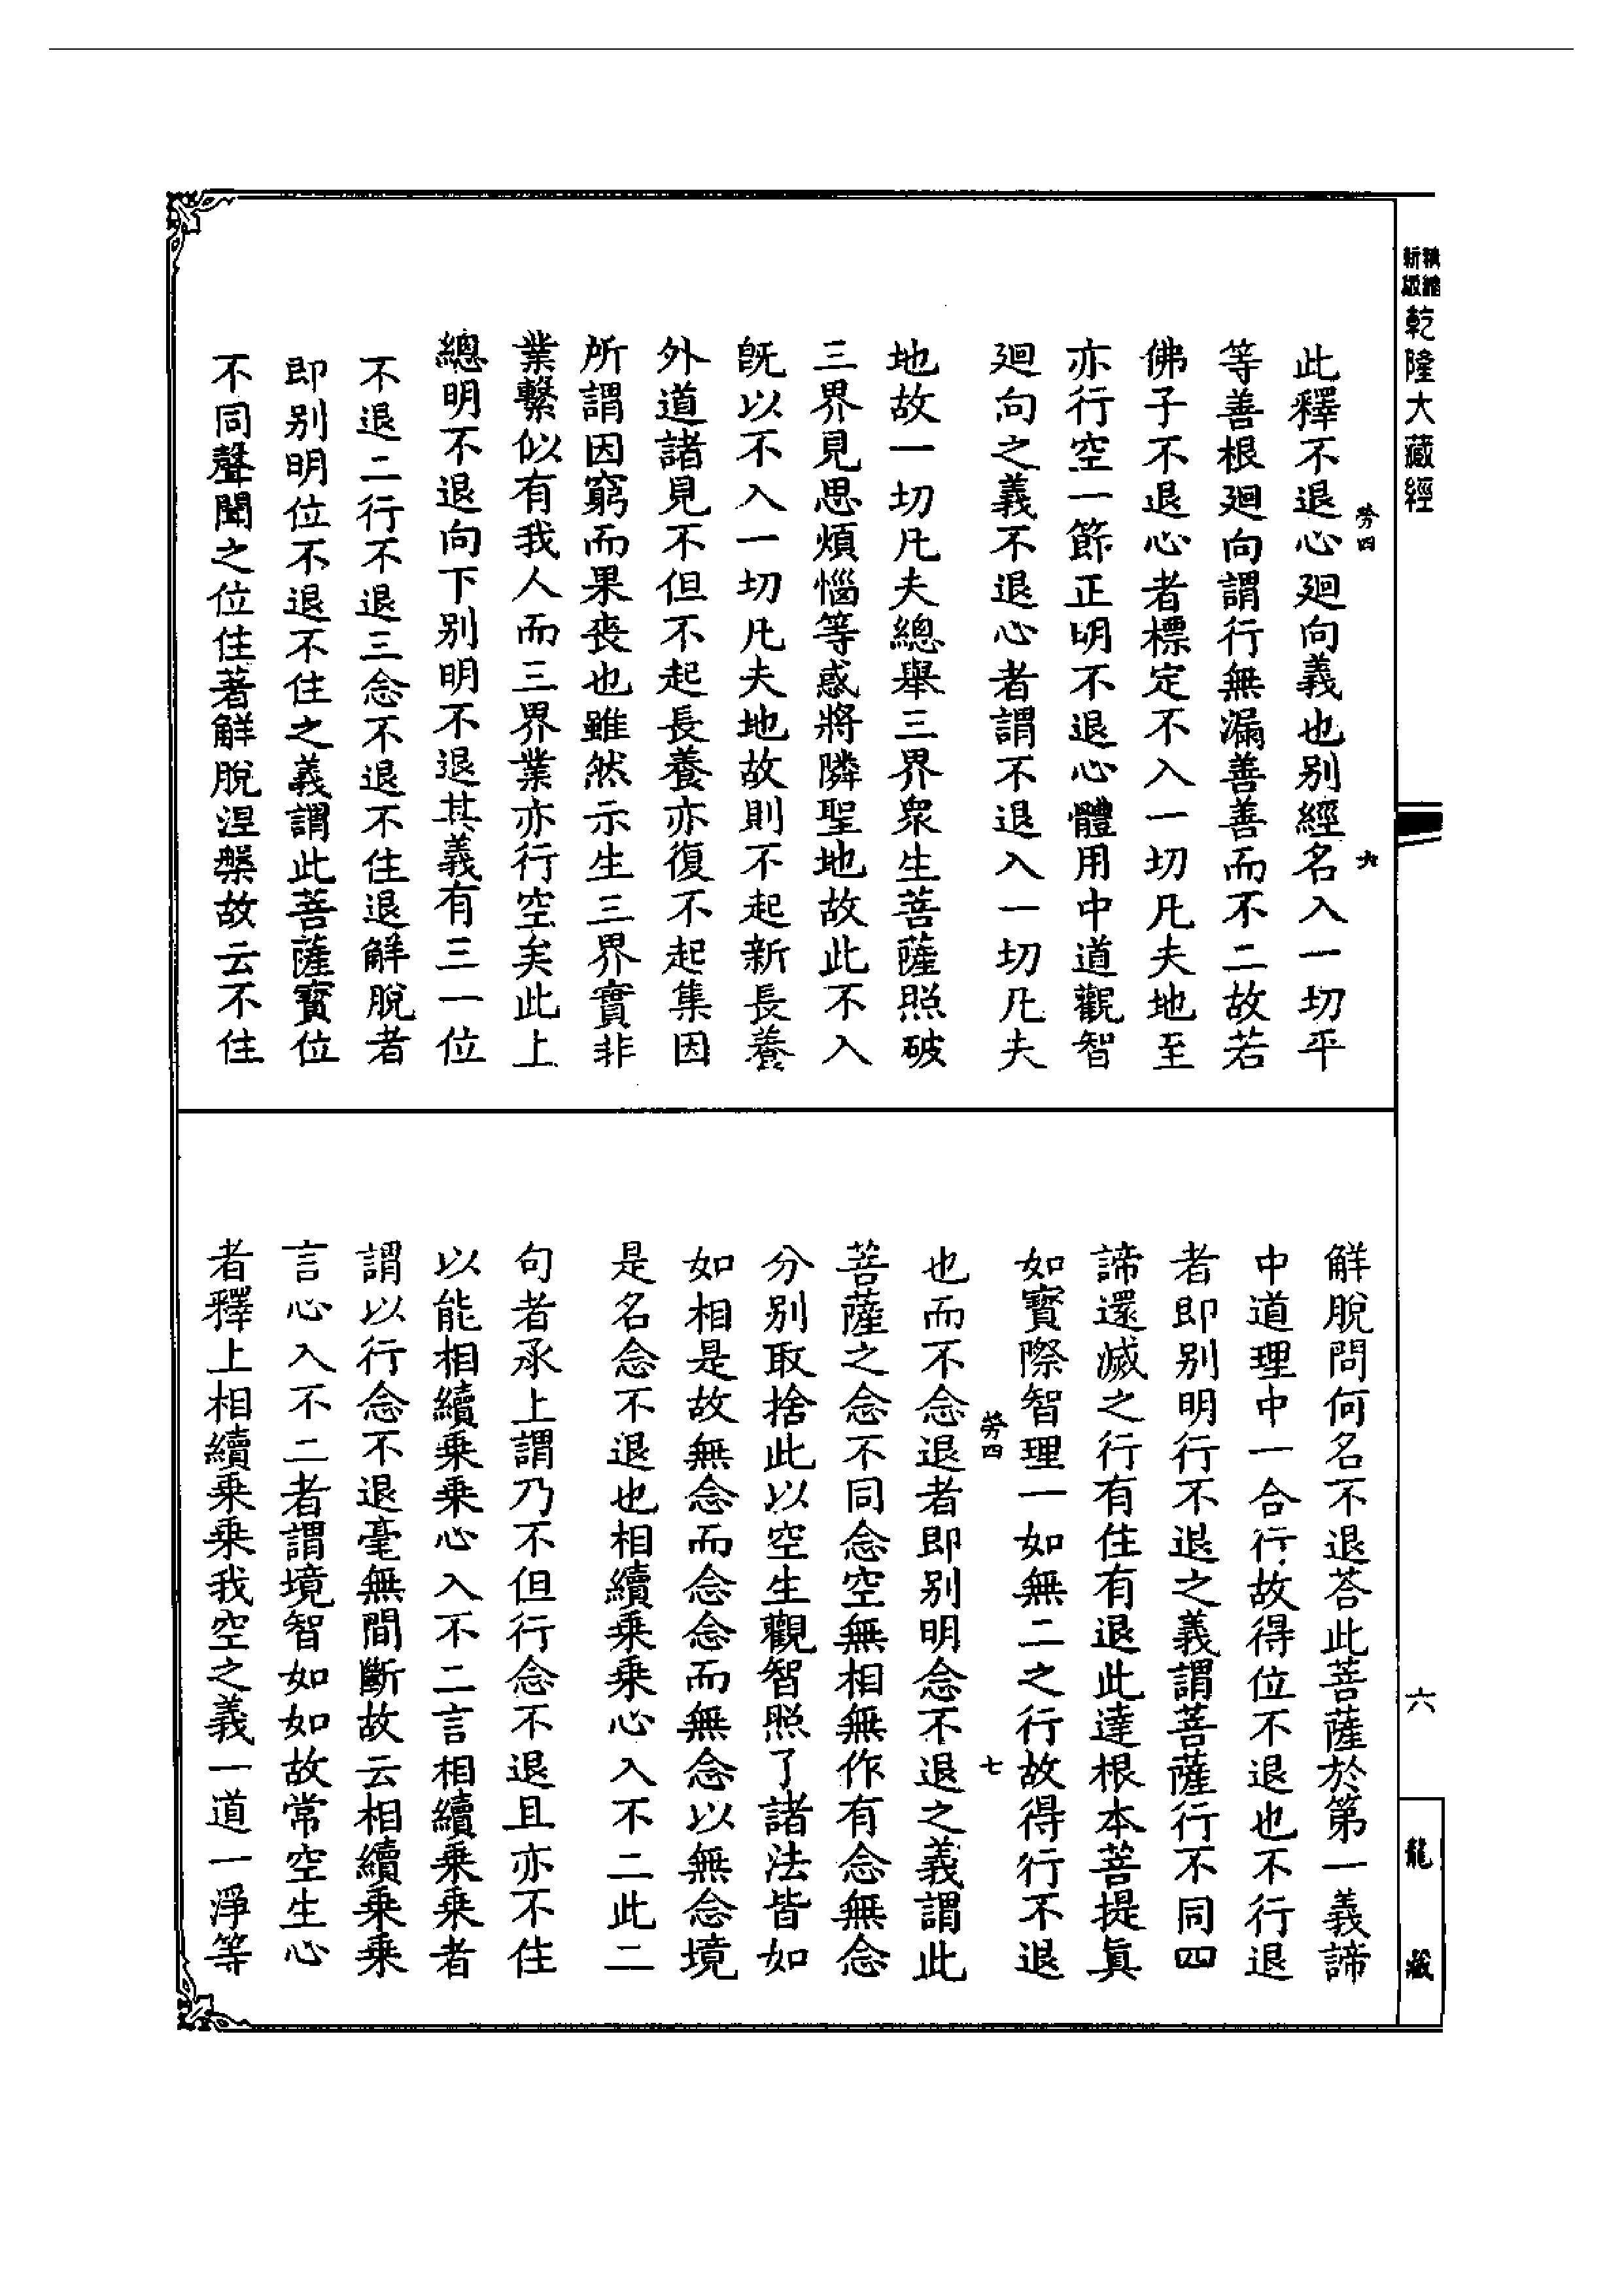 精縮新版乾隆大藏經
勞四
九
此釋不退心廻向義也別經名入一切平
等善根廻向謂行無漏善善而不二故若
佛子不退心者標定不入一切凡夫地至
亦行空一節正明不退心體用中道觀智
廻向之義不退心者謂不退入一切凡夫
地故一切凡夫總舉三界衆生菩薩照破
三界見思煩惱等惑將隣聖地故此不入
旣以不入一切凡夫地故則不起新長養
外道諸見不但不起長養亦復不起集因
所謂因窮而果喪也雖然示生三界實非
業繫似有我人而三界業亦行空矣此上
總明不退向下别明不退其義有三一位
不退二行不退三念不退不住退解脫者
即别明位不退不住之義謂此菩薩實位
不同聲聞之位住著解脫涅槃故云不住
解脫問何名不退荅此菩薩於第一義諦
中道理中一合行故得位不退也不行退
者即别明行不退之義謂菩薩行不同四
諦還滅之行有住有退此達根本菩提眞
如實際智理一如無二之行故得行不退
勞四
七
也而不念退者即别明念不退之義謂此
菩薩之念不同念空無相無作有念無念
分别取捨此以空生觀智照了諸法皆如
如相是故無念而念念而無念以無念境
是名念不退也相續乘乘心入不二此二
句者承上謂乃不但行念不退且亦不住
以能相續乘乘心入不二言相續乘乘者
謂以行念不退毫無間斷故云相續乘乘
言心入不二者謂境智如如故常空生心
者釋上相續乘乘我空之義一道一淨等
六
龍藏